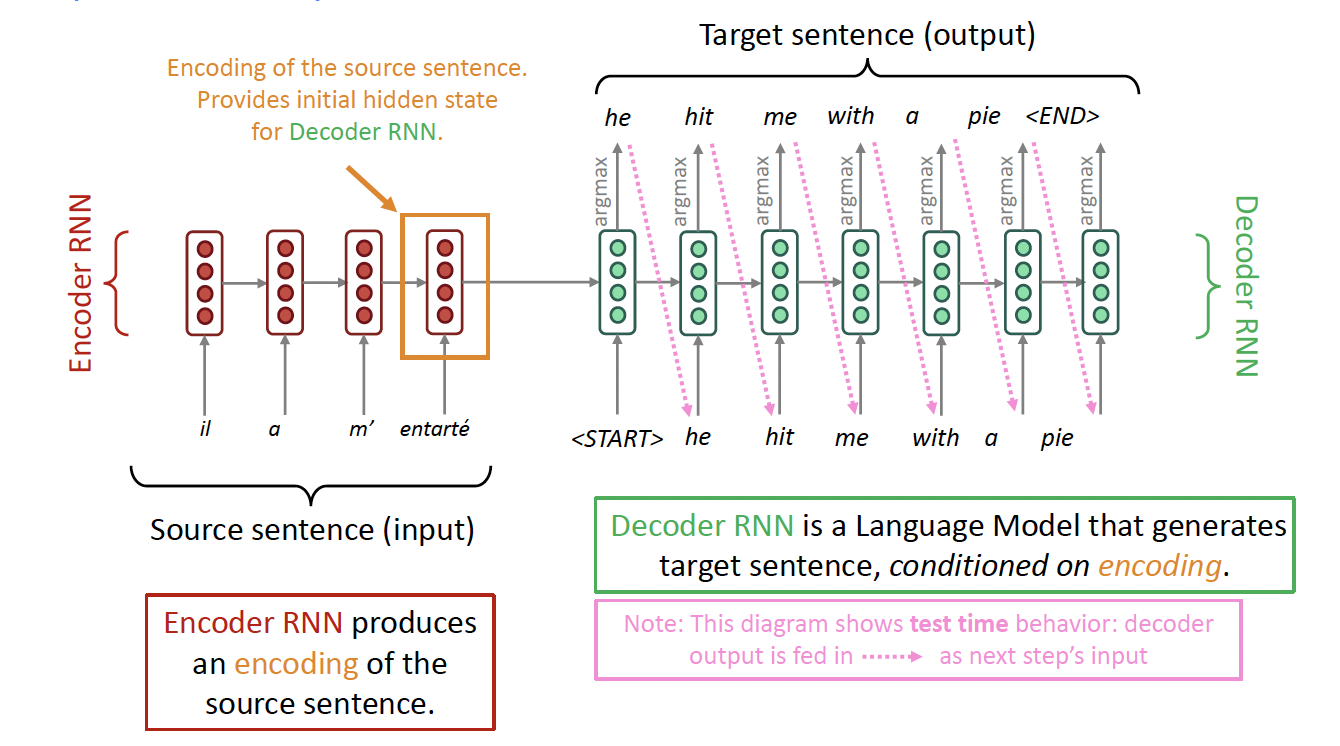 Target sentence (output)
Encoding of the source sentence.
Provides initial hidden state
for Decoder RNN.
he hit me with a pie <END>
argmax argmax argmax argmax argmax argmax argmax
Encoder RNN
Decoder RNN
il a m’ entarté
<START> he hit me with a pie
Source sentence (input)
Decoder RNN is a Language Model that generates
target sentence, conditioned on encoding.
Encoder RNN produces
an encoding of the
source sentence.
Note: This diagram shows test time behavior: decoder
output is fed in as next step’s input